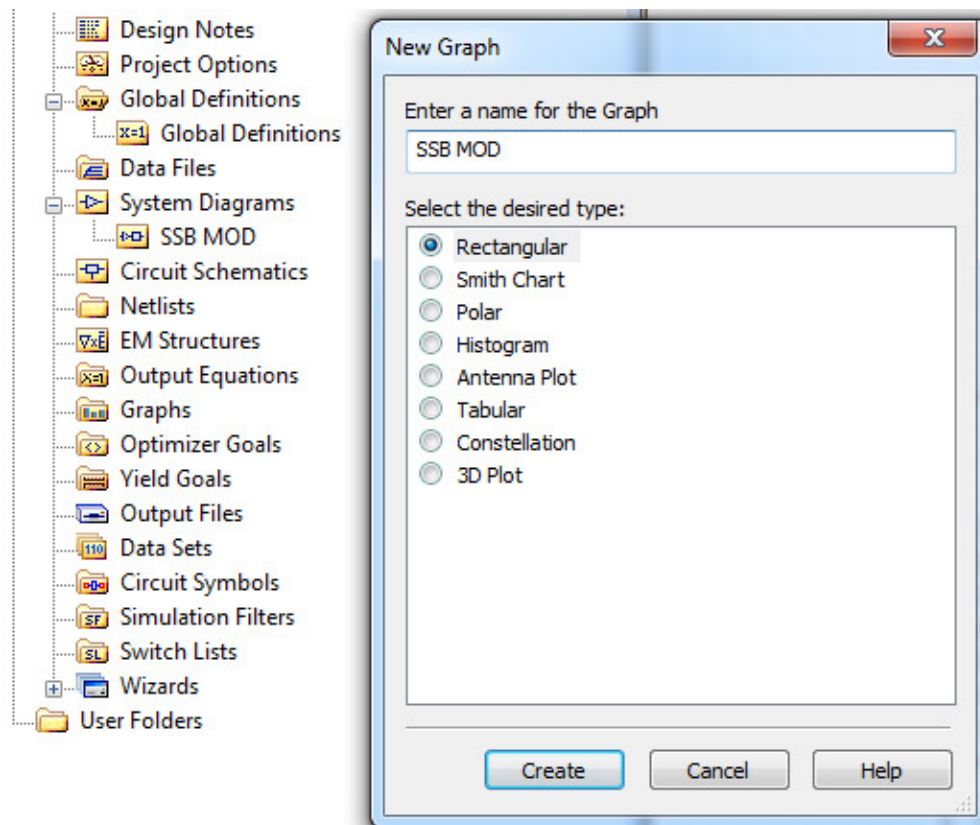 Design Notes
Project Options
Global Definitions
X=1 Global Definitions
Data Files
System Diagrams
SSB MOD
Circuit Schematics
Netlists
EM Structures
Output Equations
Graphs
Optimizer Goals
Yield Goals
Output Files
110 Data Sets
Circuit Symbols
SF Simulation Filters
SL Switch Lists
Wizards
User Folders
New Graph
Enter a name for the Graph
SSB MOD
Select the desired type:
Rectangular
Smith Chart
Polar
Histogram
Antenna Plot
Tabular
Constellation
3D Plot
Create Cancel Help